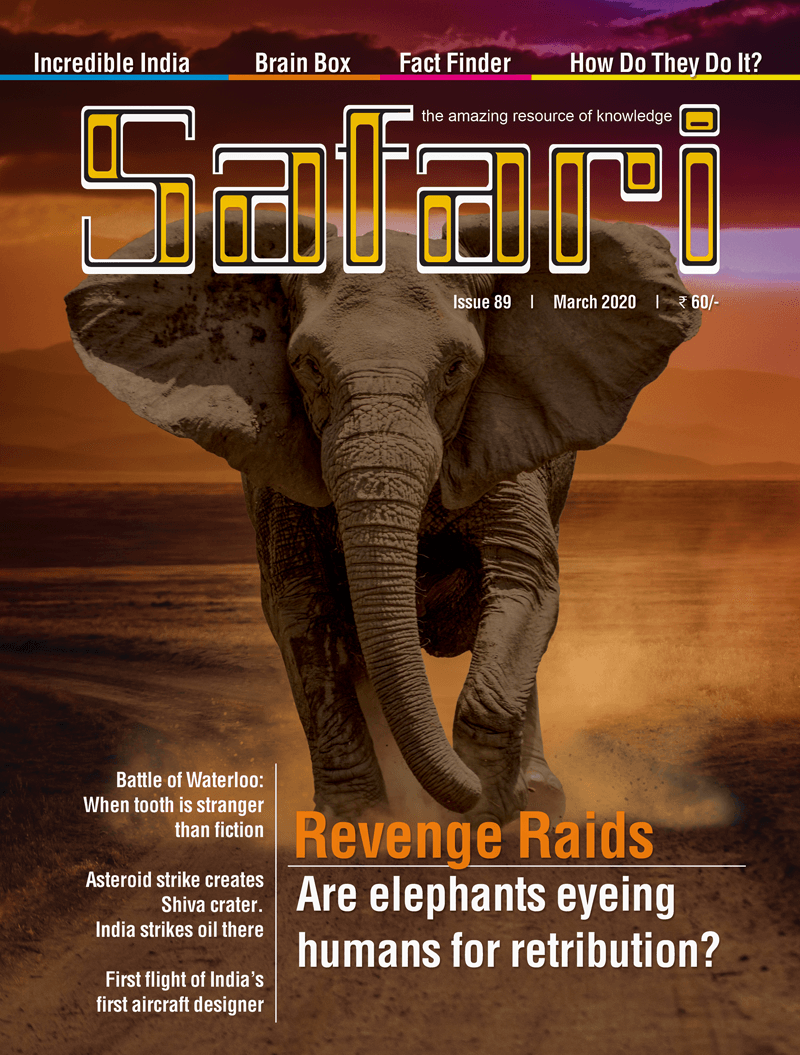 Incredible India Brain Box Fact Finder How Do They Do It?
the amazing resource of knowledge
Safari
Issue 89 | March 2020 | ₹ 60/-
Battle of Waterloo:
When tooth is stranger
than fiction
Asteroid strike creates
Shiva crater.
India strikes oil there
First flight of India's
first aircraft designer
Revenge Raids
Are elephants eyeing
humans for retribution?